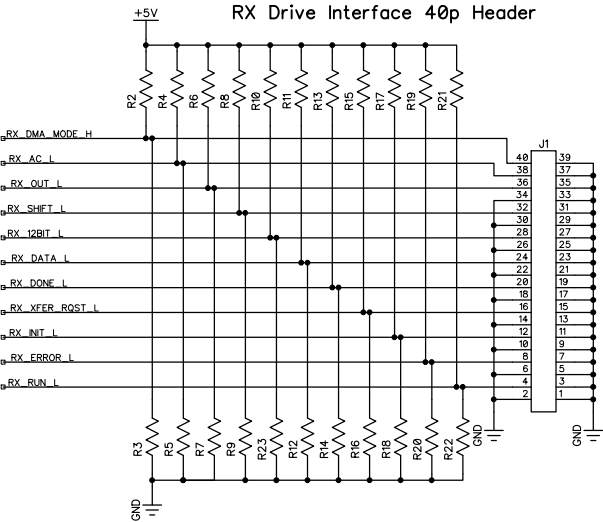 RX Drive Interface 40p Header
+5V
R2 R4 R6 R8 R10 R11 R13 R15 R17 R19 R21
RX_DMA_MODE_H
RX_AC_L
RX_OUT_L
RX_SHIFT_L
RX_12BIT_L
RX_DATA_L
RX_DONE_L
RX_XFER_RQST_L
RX_INIT_L
RX_ERROR_L
RX_RUN_L
J1
40 39
38 37
36 35
34 33
32 31
30 29
28 27
26 25
24 23
22 21
20 19
18 17
16 15
14 13
12 11
10 9
8 7
6 5
4 3
2 1
R3 R5 R7 R9 R23 R12 R14 R16 R18 R20 R22
GND GND
GND